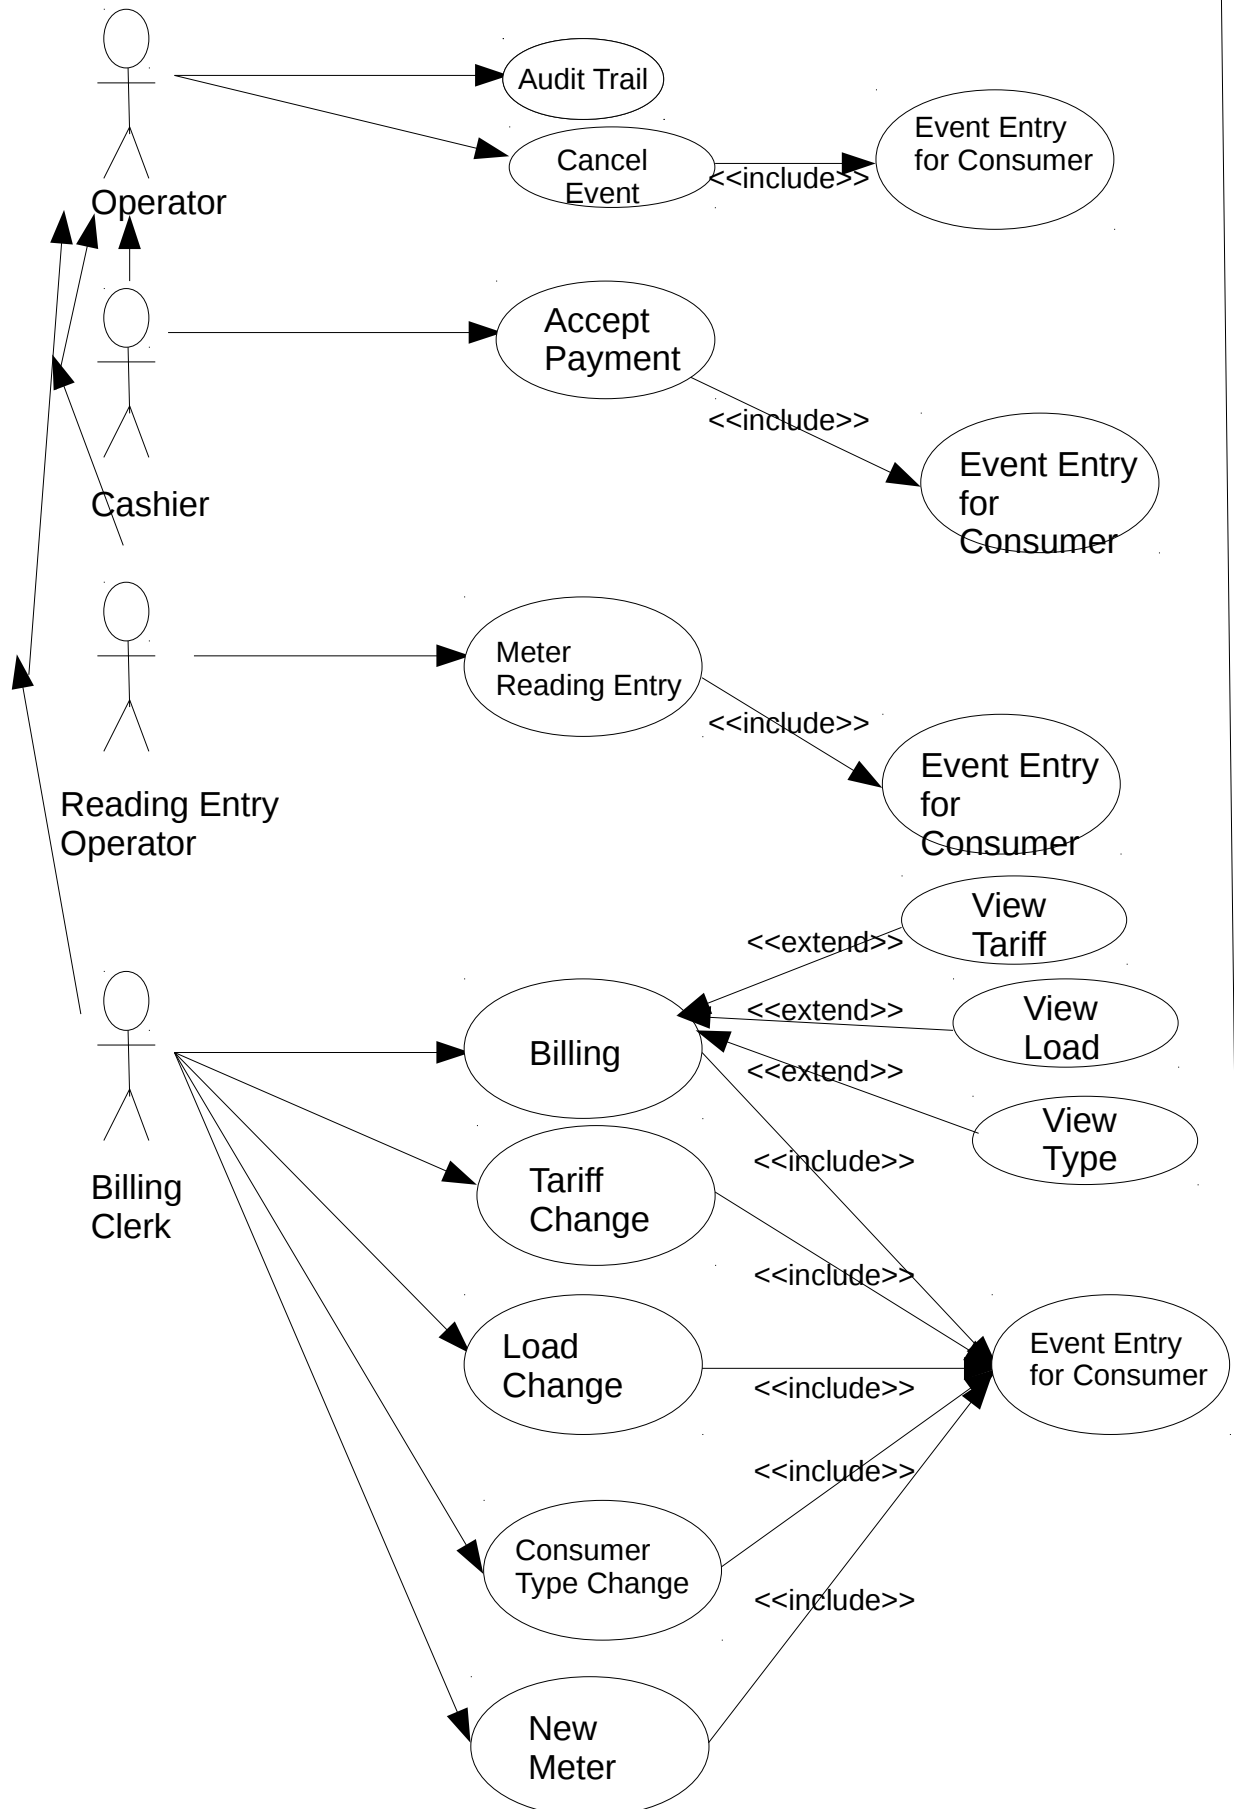 Audit Trail
Cancel
Event
<<include>>
Event Entry
for Consumer
Operator
Accept
Payment
<<include>>
Event Entry
for
Consumer
Cashier
Meter
Reading Entry
<<include>>
Event Entry
for
Consumer
Reading Entry
Operator
View
Tariff
<<extend>>
<<extend>>
View
Load
Billing
<<extend>>
View
Type
<<include>>
Billing
Clerk
Tariff
Change
<<include>>
Load
Change
<<include>>
Event Entry
for Consumer
<<include>>
Consumer
Type Change
<<include>>
New
Meter